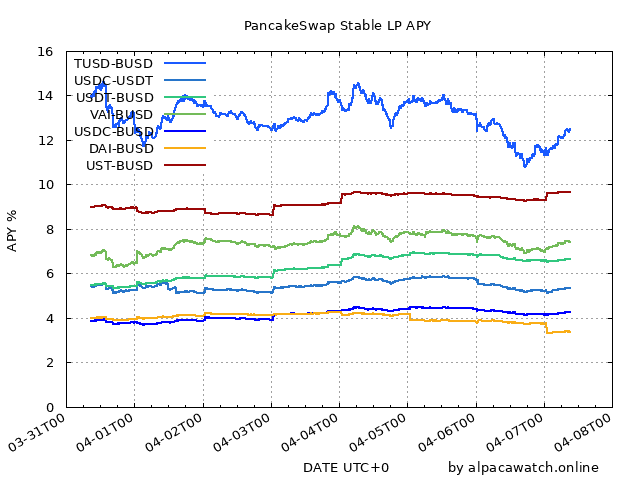 PancakeSwap Stable LP APY
16
14
12
10
8
6
4
2
0
APY %
TUSD-BUSD
USDC-USDT
USDT-BUSD
VAI-BUSD
USDC-BUSD
DAI-BUSD
UST-BUSD
03-31T00
04-01T00
04-02T00
04-03T00
04-04T00
04-05T00
04-06T00
04-07T00
04-08T00
DATE UTC+0
by alpacawatch.online